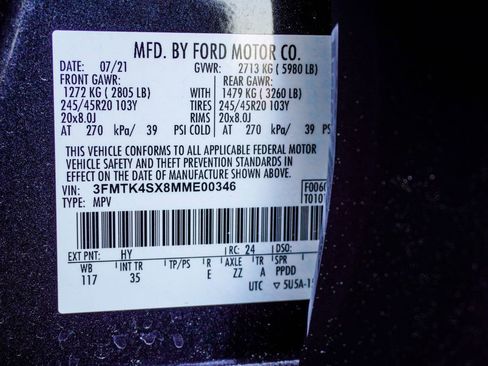 MFD. BY FORD MOTOR CO.
DATE: 07/21 GVWR: 2713 KG ( 5980 LB)
FRONT GAWR: REAR GAWR:
1272 KG ( 2805 LB) WITH 1479 KG ( 3260 LB)
245/45R20 103Y TIRES 245/45R20 103Y
20x8.0J RIMS 20x8.0J
AT 270 kPa/ 39 PSI COLD AT 270 kPa/ 39 PSI
THIS VEHICLE CONFORMS TO ALL APPLICABLE FEDERAL MOTOR
VEHICLE SAFETY AND THEFT PREVENTION STANDARDS IN
EFFECT ON THE DATE OF MANUFACTURE SHOWN ABOVE.
VIN: 3FMTK4SX8MME00346
TYPE: MPV
EXT PNT: HY RC: 24 DSO:
WB INT TR TP/PS R AXLE TR SPR
117 35 E ZZ A PPDD
UTC ▽ 5U5A-